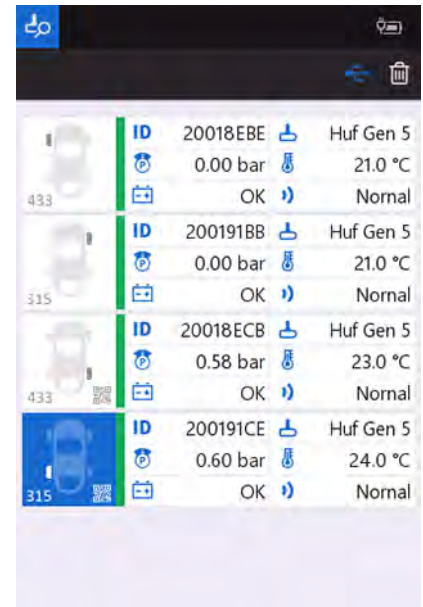 ID 20018EBE Huf Gen 5
0.00 bar 21.0 °C
433 OK Nornal
ID 200191BB Huf Gen 5
0.00 bar 21.0 °C
315 OK Nornal
ID 20018ECB Huf Gen 5
0.58 bar 23.0 °C
433 OK Nornal
ID 200191CE Huf Gen 5
0.60 bar 24.0 °C
315 OK Nornal